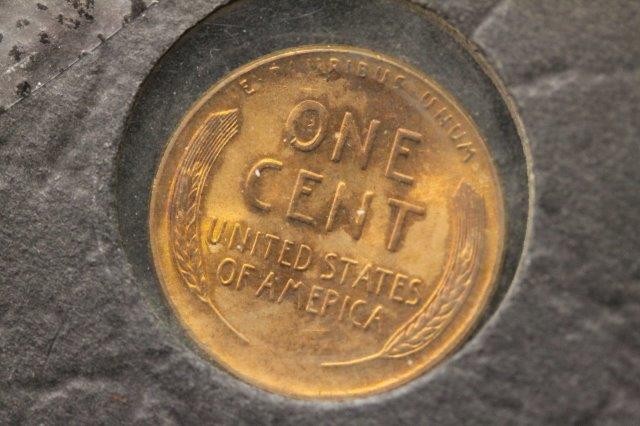 E. PLURIBUS UNUM
ONE
CENT
UNITED STATES
OF AMERICA